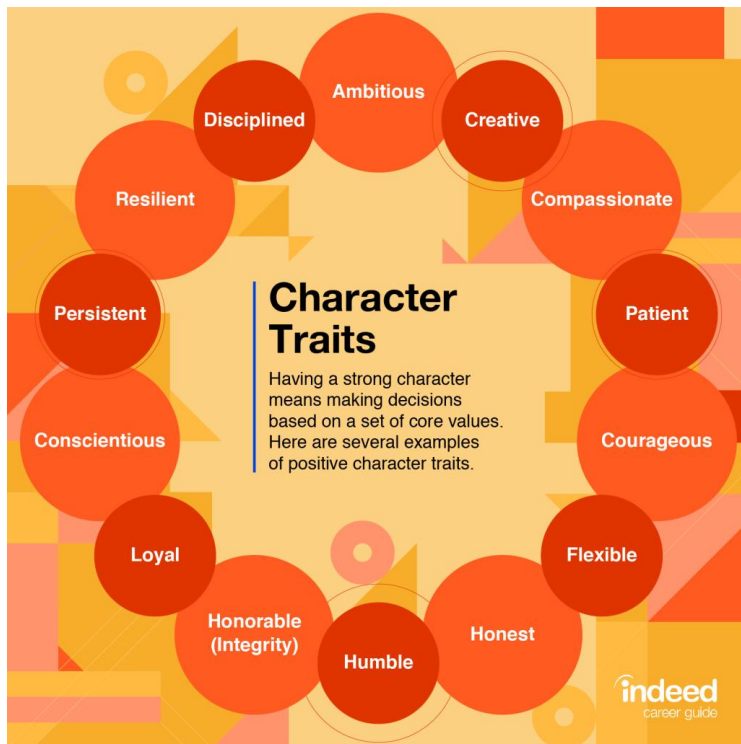 Ambitious
Creative
Compassionate
Patient
Courageous
Flexible
Honest
Humble
Honorable
(Integrity)
Loyal
Conscientious
Persistent
Resilient
Disciplined
Character
Traits
Having a strong character
means making decisions
based on a set of core values.
Here are several examples
of positive character traits.
indeed
career guide